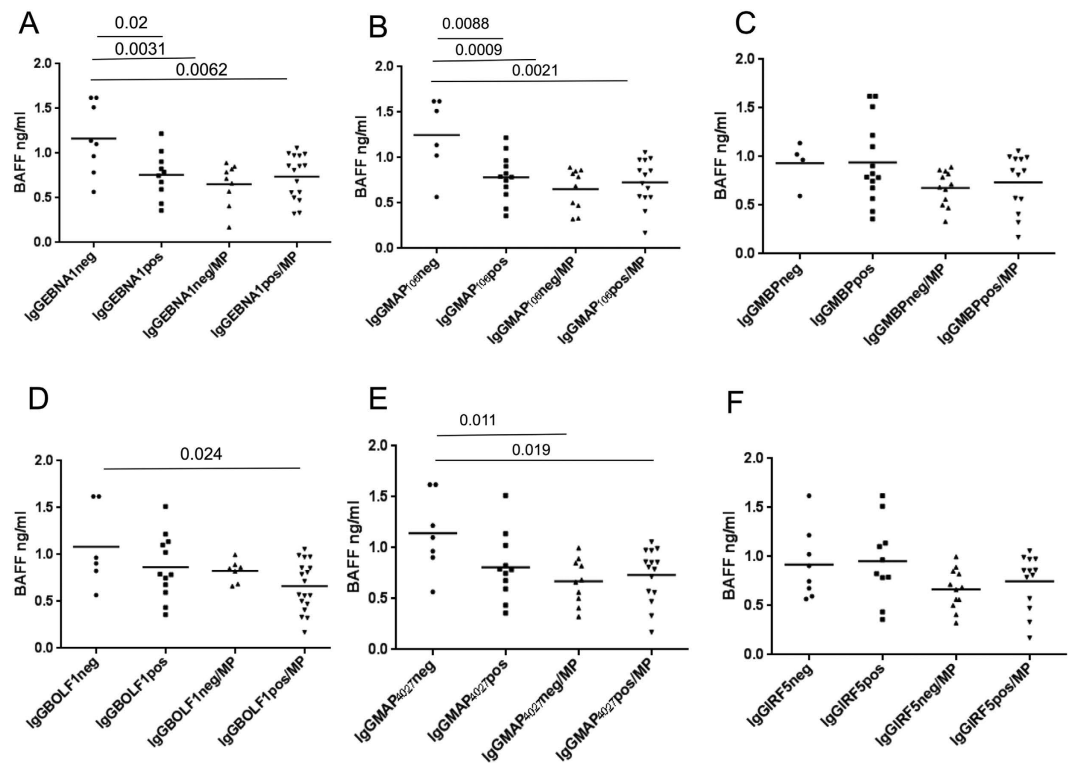 A
0.02
0.0031
0.0062
BAFF ng/ml
2.0
1.5
1.0
0.5
0.0
IgGEBNA1neg
IgGEBNA1pos
IgGEBNA1neg/MP
IgGEBNA1pos/MP
B
0.0088
0.0009
0.0021
BAFF ng/ml
2.0
1.5
1.0
0.5
0.0
IgGMAP₁₀₆neg
IgGMAP₁₀₆pos
IgGMAP₁₀₆neg/MP
IgGMAP₁₀₆pos/MP
C
BAFF ng/ml
2.0
1.5
1.0
0.5
0.0
IgGMBPneg
IgGMBPpos
IgGMBPneg/MP
IgGMBPpos/MP
D
0.024
BAFF ng/ml
2.0
1.5
1.0
0.5
0.0
IgGBOLF1neg
IgGBOLF1pos
IgGBOLF1neg/MP
IgGBOLF1pos/MP
E
0.011
0.019
BAFF ng/ml
2.0
1.5
1.0
0.5
0.0
IgGMAP₄₀₂₇neg
IgGMAP₄₀₂₇pos
IgGMAP₄₀₂₇neg/MP
IgGMAP₄₀₂₇pos/MP
F
BAFF ng/ml
2.0
1.5
1.0
0.5
0.0
IgGIRF5neg
IgGIRF5pos
IgGIRF5neg/MP
IgGIRF5pos/MP